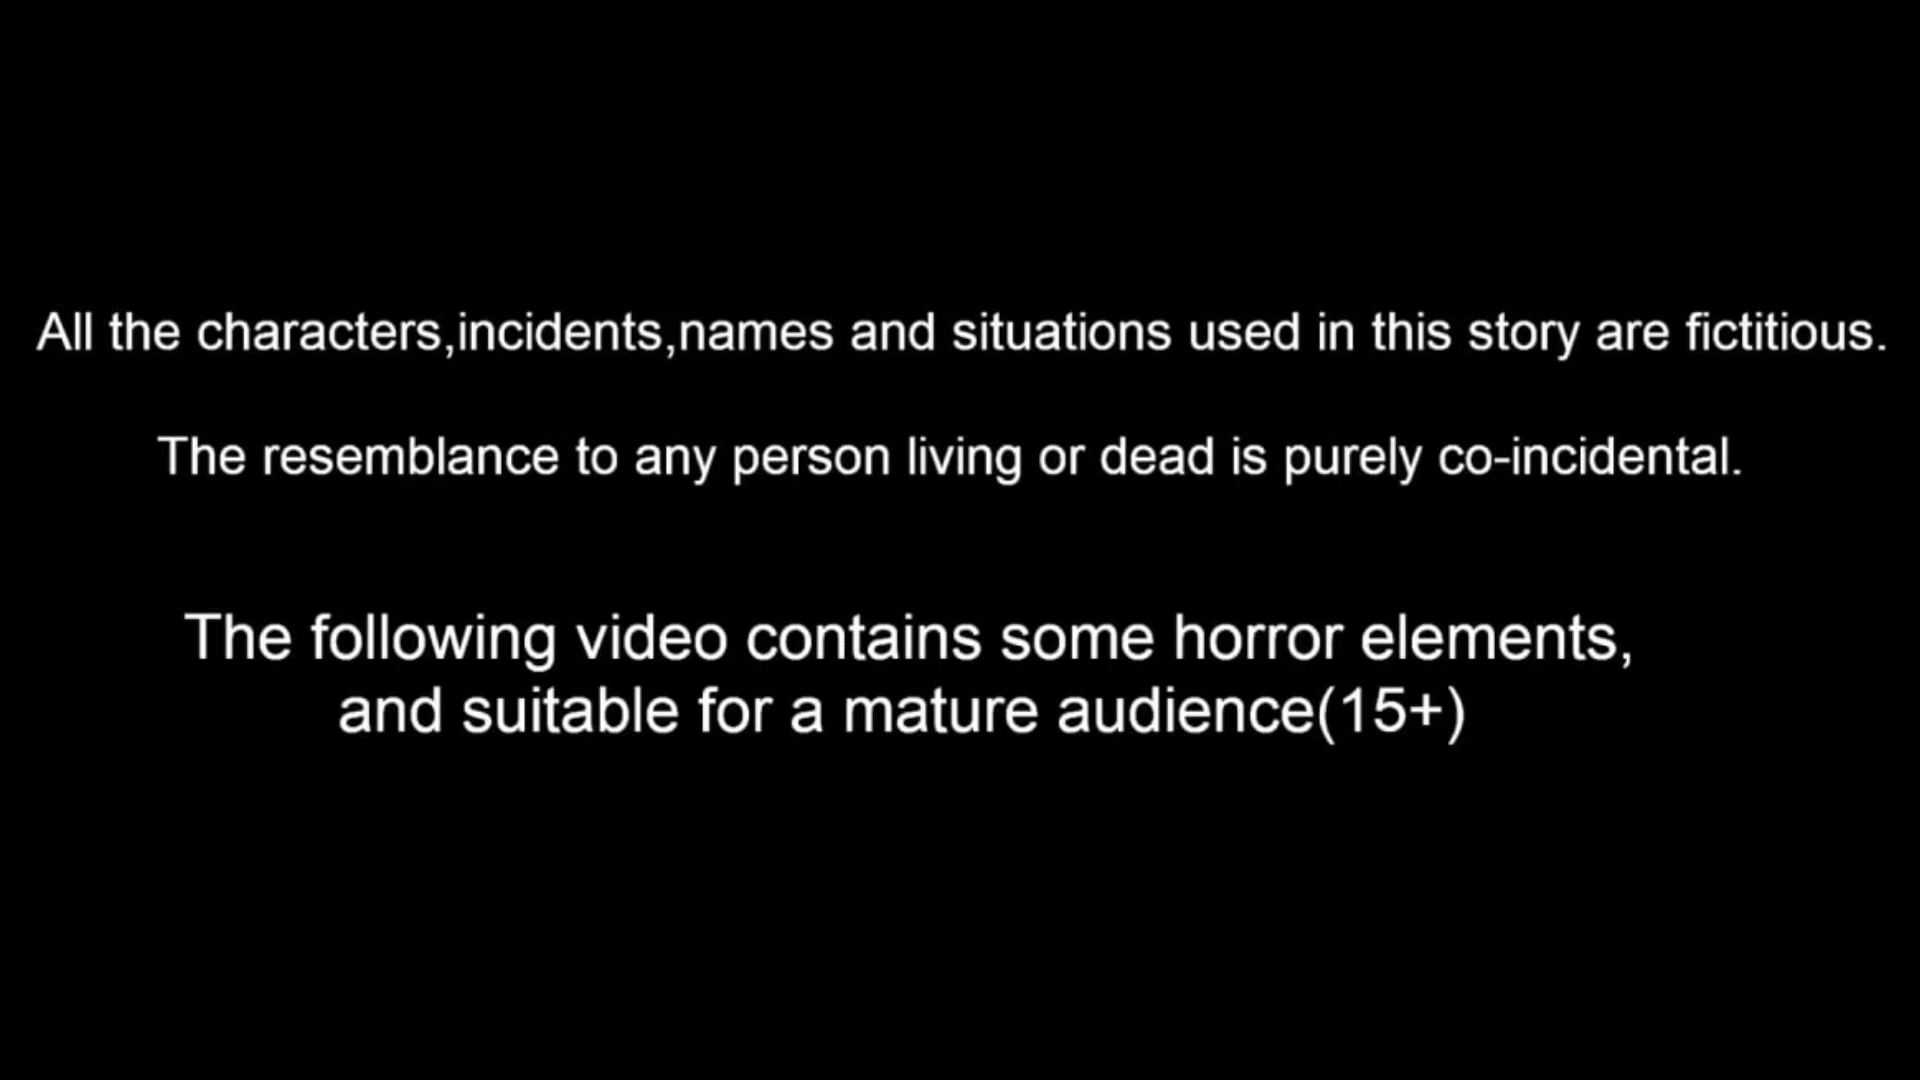 All the characters,incidents,names and situations used in this story are fictitious.
The resemblance to any person living or dead is purely co-incidental.
The following video contains some horror elements,
and suitable for a mature audience(15+)